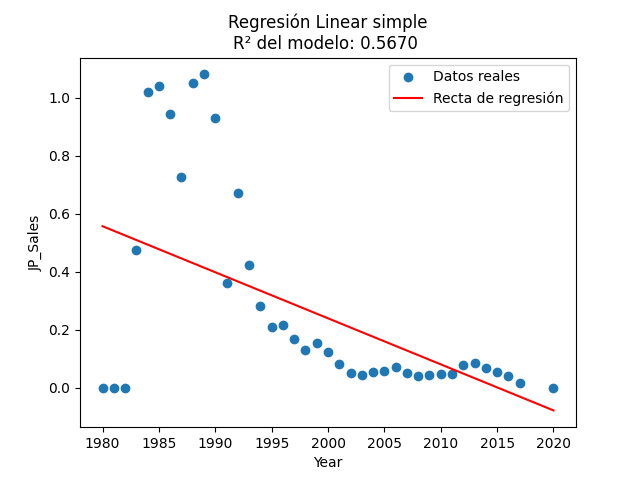 Regresión Linear simple
R² del modelo: 0.5670
Datos reales
Recta de regresión
1.0
0.8
0.6
0.4
0.2
0.0
JP_Sales
1980
1985
1990
1995
2000
2005
2010
2015
2020
Year